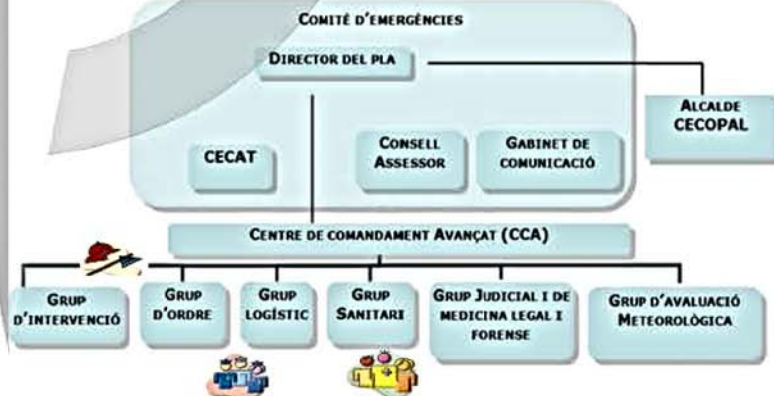 COMITÈ D'EMERGÈNCIES
DIRECTOR DEL PLA
ALCALDE
CECOPAL
CECAT
CONSELL
ASSESSOR
GABINET DE
COMUNICACIÓ
CENTRE DE COMANDAMENT AVANÇAT (CCA)
GRUP
D'INTERVENCIÓ
GRUP
D'ORDRE
GRUP
LOGÍSTIC
GRUP
SANITARI
GRUP JUDICIAL I DE
MEDICINA LEGAL I
FORENSE
GRUP D'AVALUACIÓ
METEOROLÒGICA